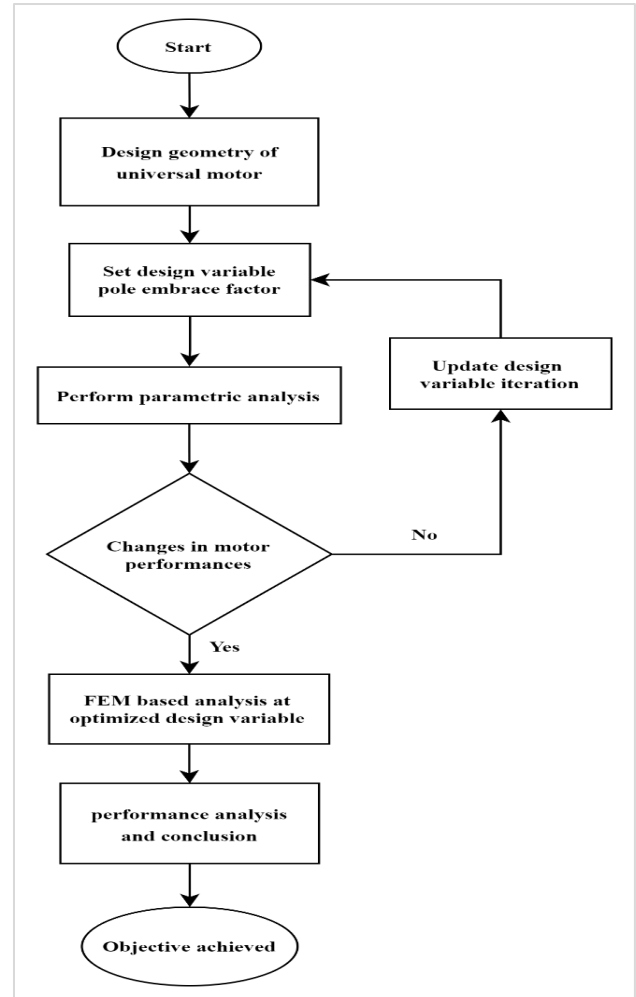 Start
Design geometry of
universal motor
Set design variable
pole embrace factor
Update design
variable iteration
Perform parametric analysis
Changes in motor
performances
No
Yes
FEM based analysis at
optimized design variable
performance analysis
and conclusion
Objective achieved